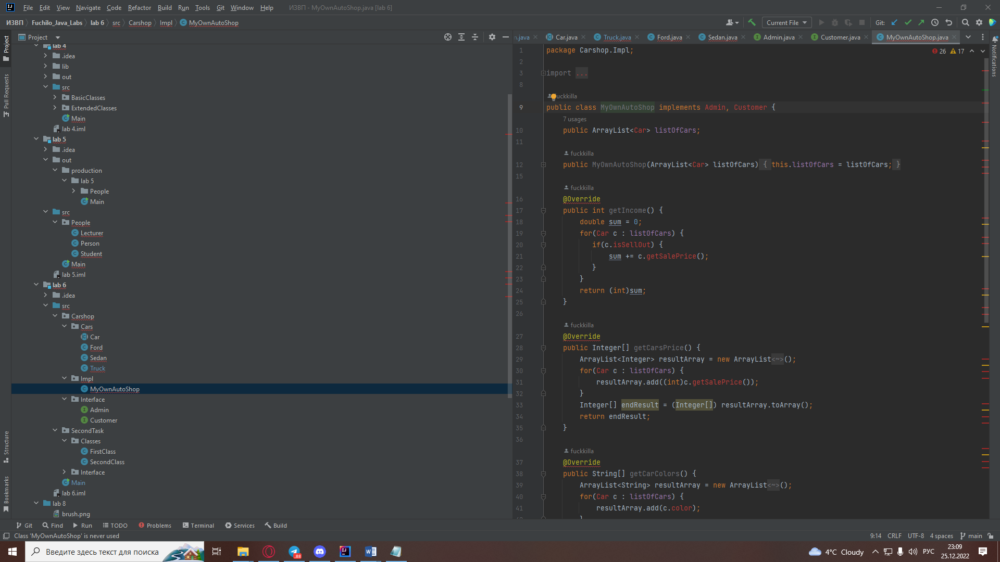 File Edit View Navigate Code Refactor Build Run Tools Git Window Help ИЗВП - MyOwnAutoShop.java [lab 6]
ИЗВП Fuchilo_Java_Labs lab 6 src Carshop Impl MyOwnAutoShop Current File Git:
Project
.java Car.java Truck.java Ford.java Sedan.java Admin.java Customer.java MyOwnAutoShop.java
Project
Pull Requests
Structure
Bookmarks
Notifications
lab 4
.idea
lib
out
src
BasicClasses
ExtendedClasses
Main
lab 4.iml
lab 5
.idea
out
production
lab 5
People
Main
src
People
Lecturer
Person
Student
Main
lab 5.iml
lab 6
.idea
src
Carshop
Cars
Car
Ford
Sedan
Truck
Impl
MyOwnAutoShop
Interface
Admin
Customer
SecondTask
Classes
FirstClass
SecondClass
Interface
Main
lab 6.iml
lab 8
brush.png
26 17
1 package Carshop.Impl;
2
3 import ...
8
uckkilla
9 public class MyOwnAutoShop implements Admin, Customer {
7 usages
10 public ArrayList<Car> listOfCars;
11
fuckkilla
12 public MyOwnAutoShop(ArrayList<Car> listOfCars) { this.listOfCars = listOfCars; }
15
fuckkilla
16 @Override
17 public int getIncome() {
18 double sum = 0;
19 for(Car c : listOfCars) {
20 if(c.isSellOut) {
21 sum += c.getSalePrice();
22 }
23 }
24 return (int)sum;
25 }
26
fuckkilla
27 @Override
28 public Integer[] getCarsPrice() {
29 ArrayList<Integer> resultArray = new ArrayList<~>();
30 for(Car c : listOfCars) {
31 resultArray.add((int)c.getSalePrice());
32 }
33 Integer[] endResult = (Integer[]) resultArray.toArray();
34 return endResult;
35 }
36
fuckkilla
37 @Override
38 public String[] getCarColors() {
39 ArrayList<String> resultArray = new ArrayList<~>();
40 for(Car c : listOfCars) {
41 resultArray.add(c.color);
Git Find Run TODO Problems Terminal Services Build
Class 'MyOwnAutoShop' is never used
9:14 CRLF UTF-8 4 spaces main
Введите здесь текст для поиска
.88
4°C Cloudy
РУС
23:09
25.12.2022